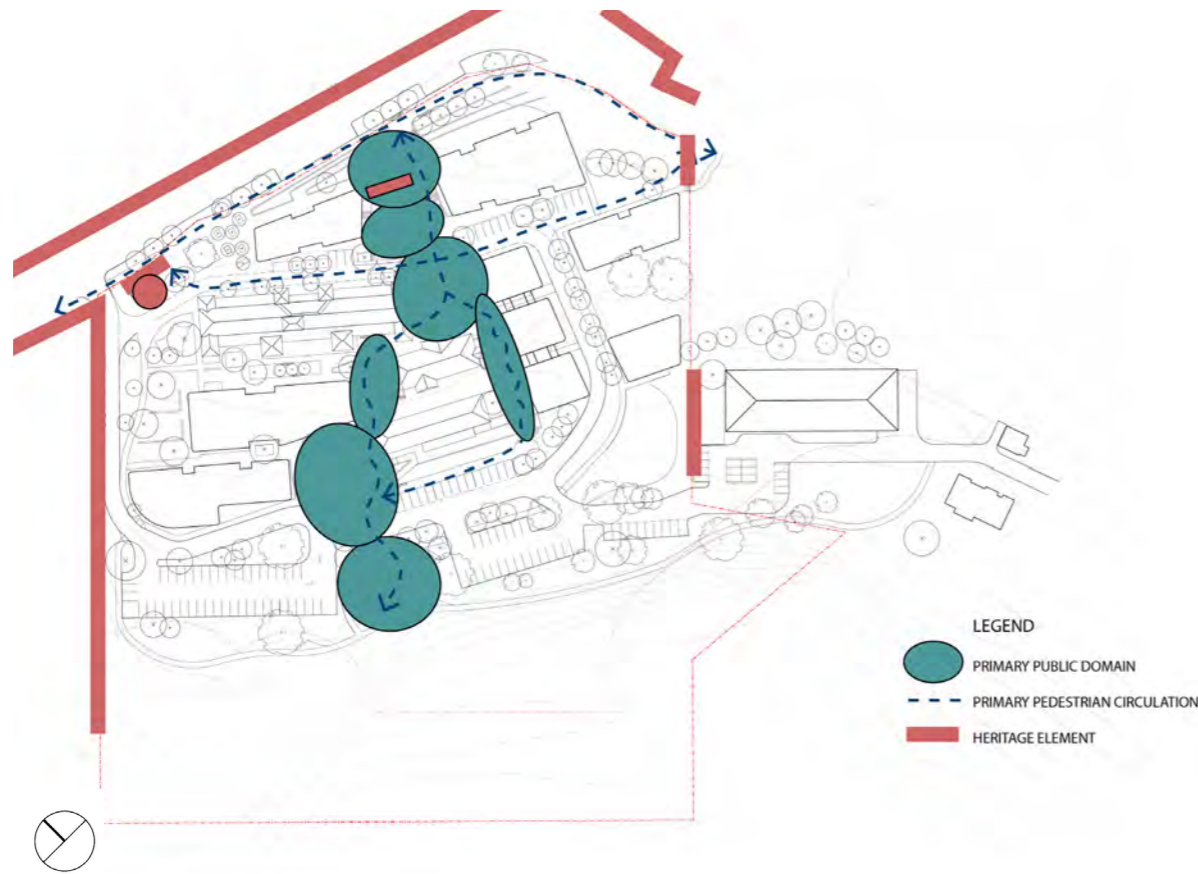 LEGEND
PRIMARY PUBLIC DOMAIN
PRIMARY PEDESTRIAN CIRCULATION
HERITAGE ELEMENT